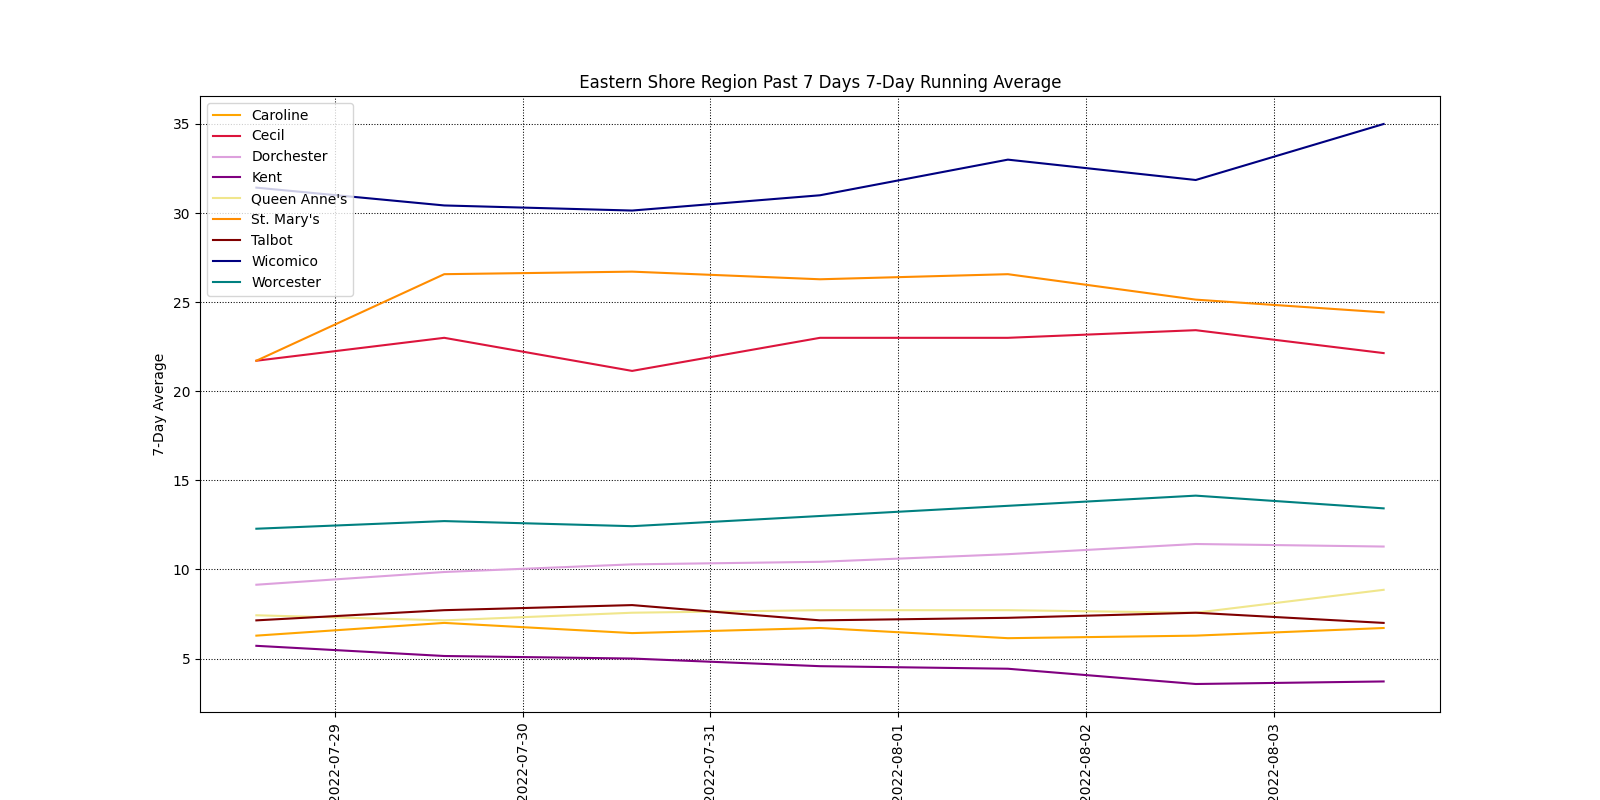 Eastern Shore Region Past 7 Days 7-Day Running Average
Caroline
Cecil
Dorchester
Kent
Queen Anne's
St. Mary's
Talbot
Wicomico
Worcester
35
30
25
20
15
10
5
7-Day Average
2022-07-29
2022-07-30
2022-07-31
2022-08-01
2022-08-02
2022-08-03